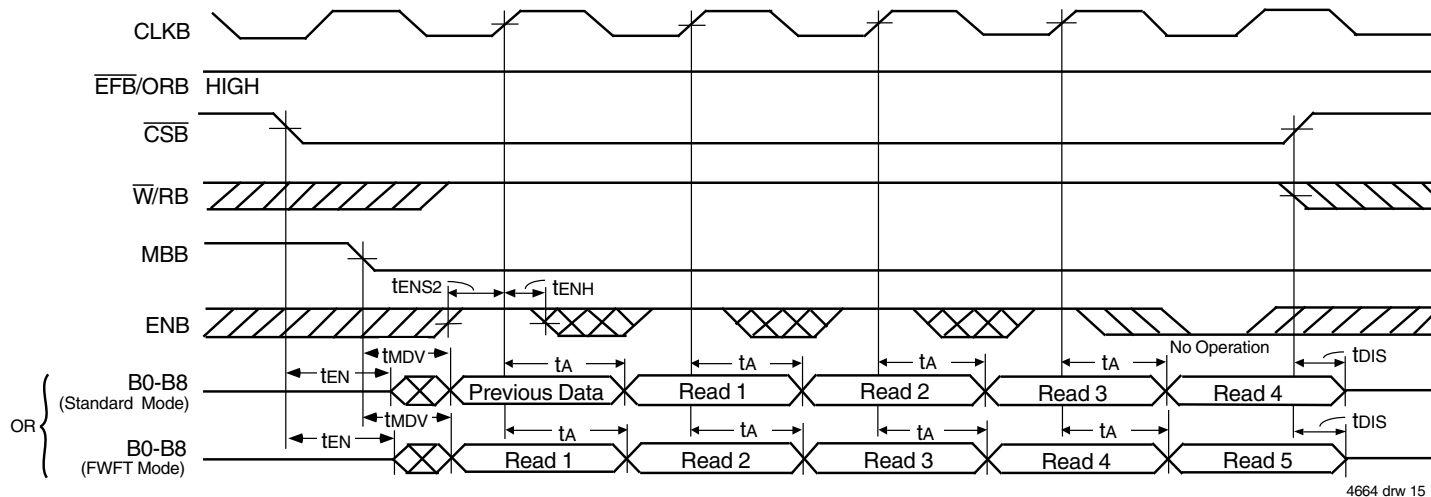 CLKB
EFB/ORB HIGH
CSB
W/RB
MBB
tENS2 tENH
ENB
No Operation
tMDV tA tA tA tA tDIS
tEN
B0-B8 Previous Data Read 1 Read 2 Read 3 Read 4
(Standard Mode)
OR
tMDV tDIS
tEN tA tA tA tA
B0-B8 Read 1 Read 2 Read 3 Read 4 Read 5
(FWFT Mode)
4664 drw 15